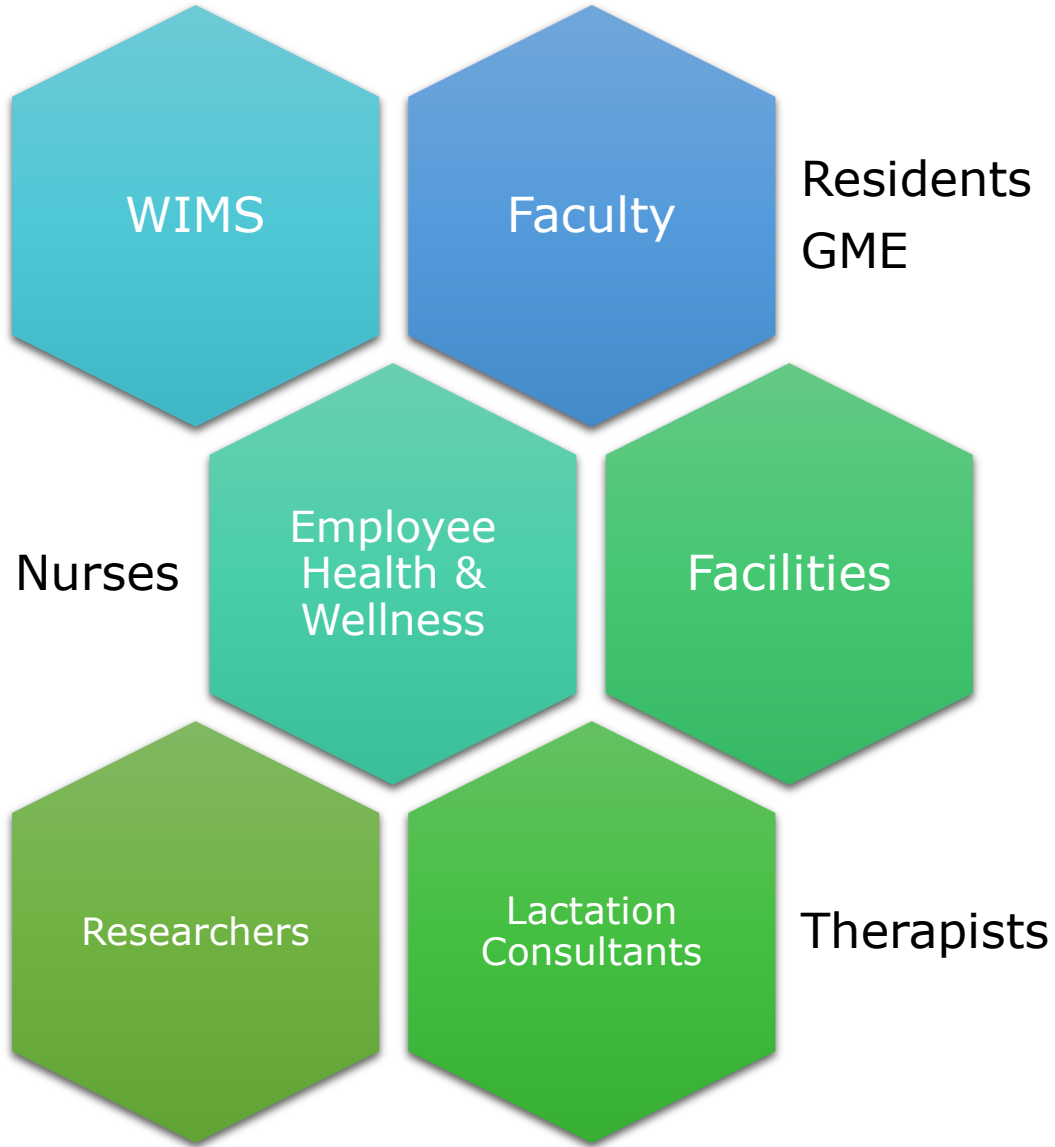 WIMS
Faculty
Residents
GME
Nurses
Employee
Health &
Wellness
Facilities
Researchers
Lactation
Consultants
Therapists